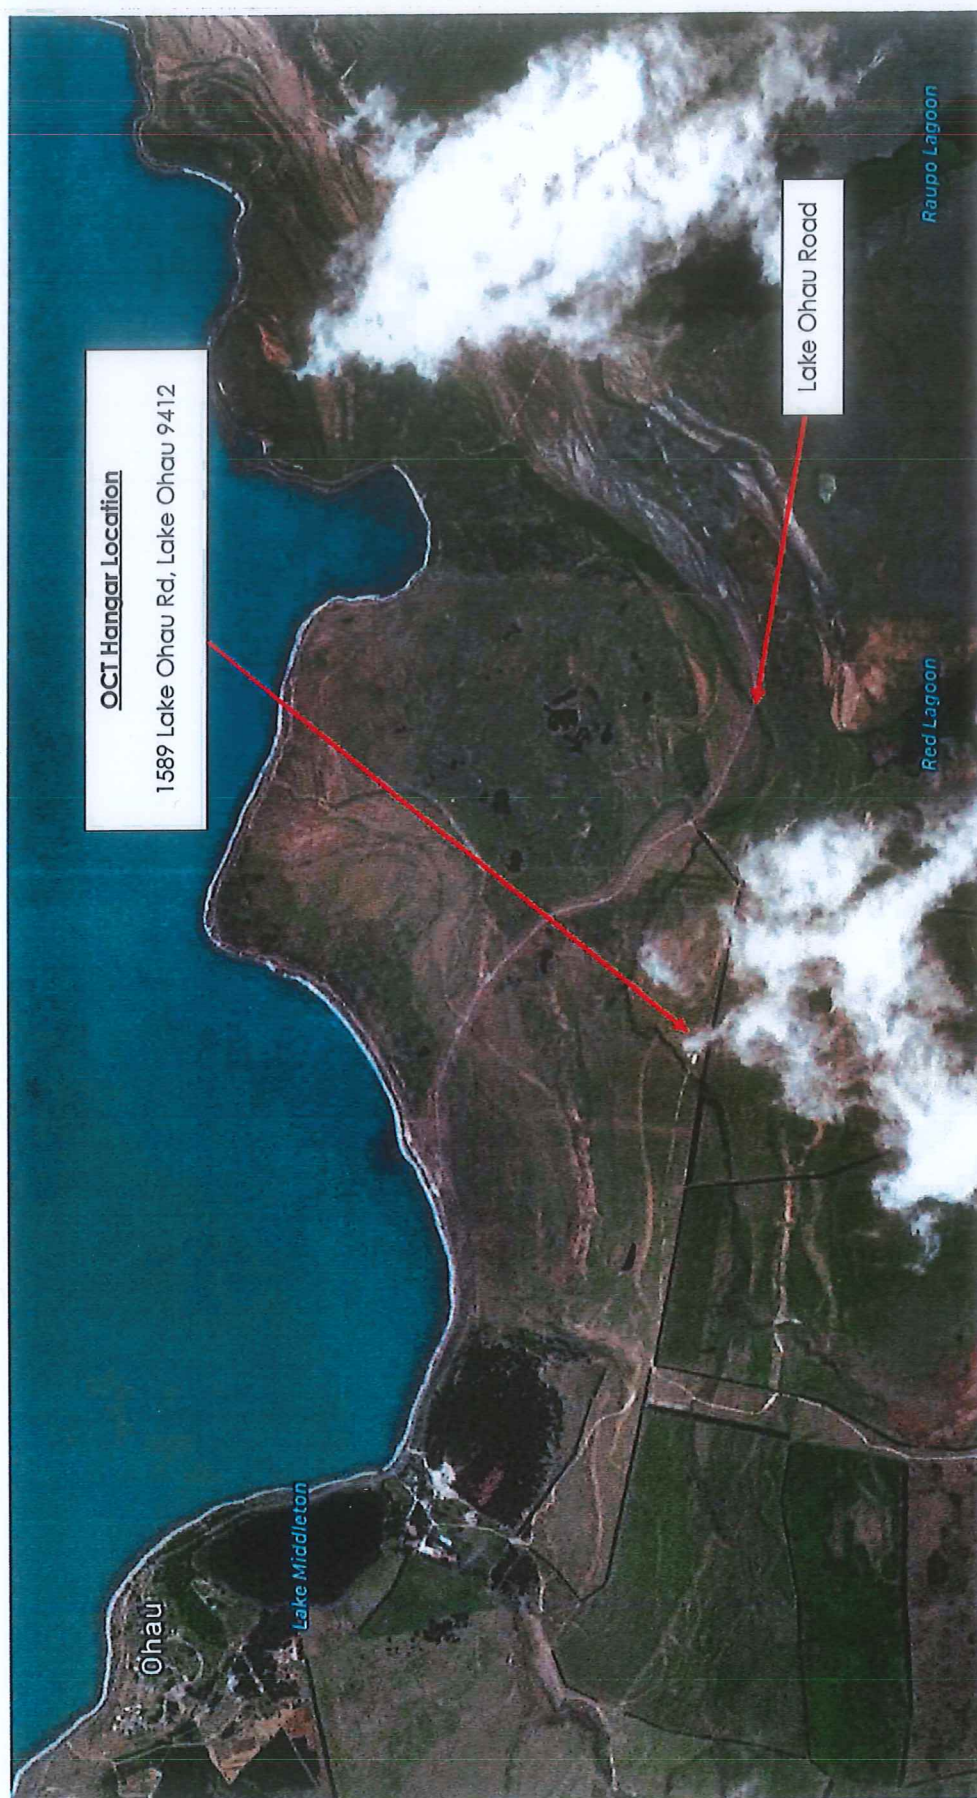 OCT Hangar Location
1589 Lake Ohau Rd, Lake Ohau 9412
Lake Ohau Road
Ohau
Lake Middleton
Red Lagoon
Raupo Lagoon